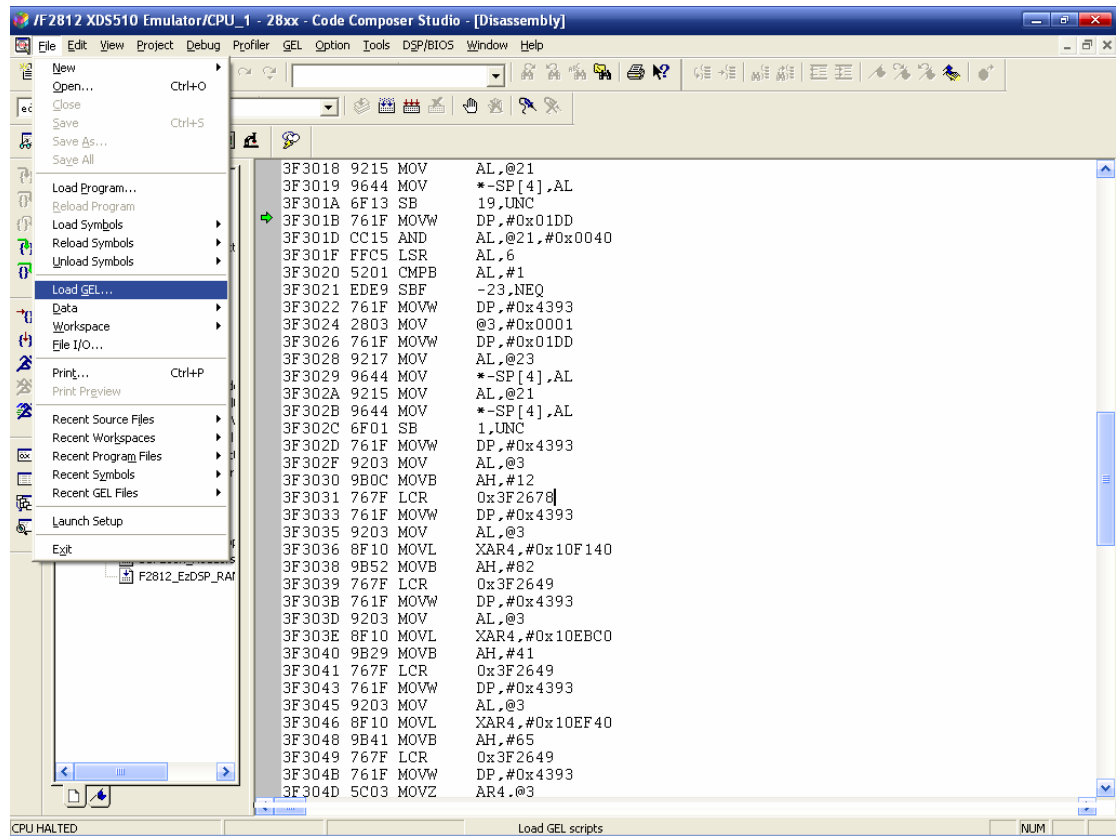 /F2812 XDS510 Emulator/CPU_1 - 28xx - Code Composer Studio - [Disassembly]
File Edit View Project Debug Profiler GEL Option Tools DSP/BIOS Window Help
New
Open... Ctrl+O
Close
Save Ctrl+S
Save As...
Save All
Load Program...
Reload Program
Load Symbols
Reload Symbols
Unload Symbols
Load GEL...
Data
Workspace
File I/O...
Print... Ctrl+P
Print Preview
Recent Source Files
Recent Workspaces
Recent Program Files
Recent Symbols
Recent GEL Files
Launch Setup
Exit
F2812_EzDSP_RAM
3F3018 9215 MOV AL,@21
3F3019 9644 MOV *-SP[4],AL
3F301A 6F13 SB 19,UNC
3F301B 761F MOVW DP,#0x01DD
3F301D CC15 AND AL,@21,#0x0040
3F301F FFC5 LSR AL,6
3F3020 5201 CMPB AL,#1
3F3021 EDE9 SBF -23,NEQ
3F3022 761F MOVW DP,#0x4393
3F3024 2803 MOV @3,#0x0001
3F3026 761F MOVW DP,#0x01DD
3F3028 9217 MOV AL,@23
3F3029 9644 MOV *-SP[4],AL
3F302A 9215 MOV AL,@21
3F302B 9644 MOV *-SP[4],AL
3F302C 6F01 SB 1,UNC
3F302D 761F MOVW DP,#0x4393
3F302F 9203 MOV AL,@3
3F3030 9B0C MOVB AH,#12
3F3031 767F LCR 0x3F2678
3F3033 761F MOVW DP,#0x4393
3F3035 9203 MOV AL,@3
3F3036 8F10 MOVL XAR4,#0x10F140
3F3038 9B52 MOVB AH,#82
3F3039 767F LCR 0x3F2649
3F303B 761F MOVW DP,#0x4393
3F303D 9203 MOV AL,@3
3F303E 8F10 MOVL XAR4,#0x10EBC0
3F3040 9B29 MOVB AH,#41
3F3041 767F LCR 0x3F2649
3F3043 761F MOVW DP,#0x4393
3F3045 9203 MOV AL,@3
3F3046 8F10 MOVL XAR4,#0x10EF40
3F3048 9B41 MOVB AH,#65
3F3049 767F LCR 0x3F2649
3F304B 761F MOVW DP,#0x4393
3F304D 5C03 MOVZ AR4,@3
CPU HALTED Load GEL scripts NUM